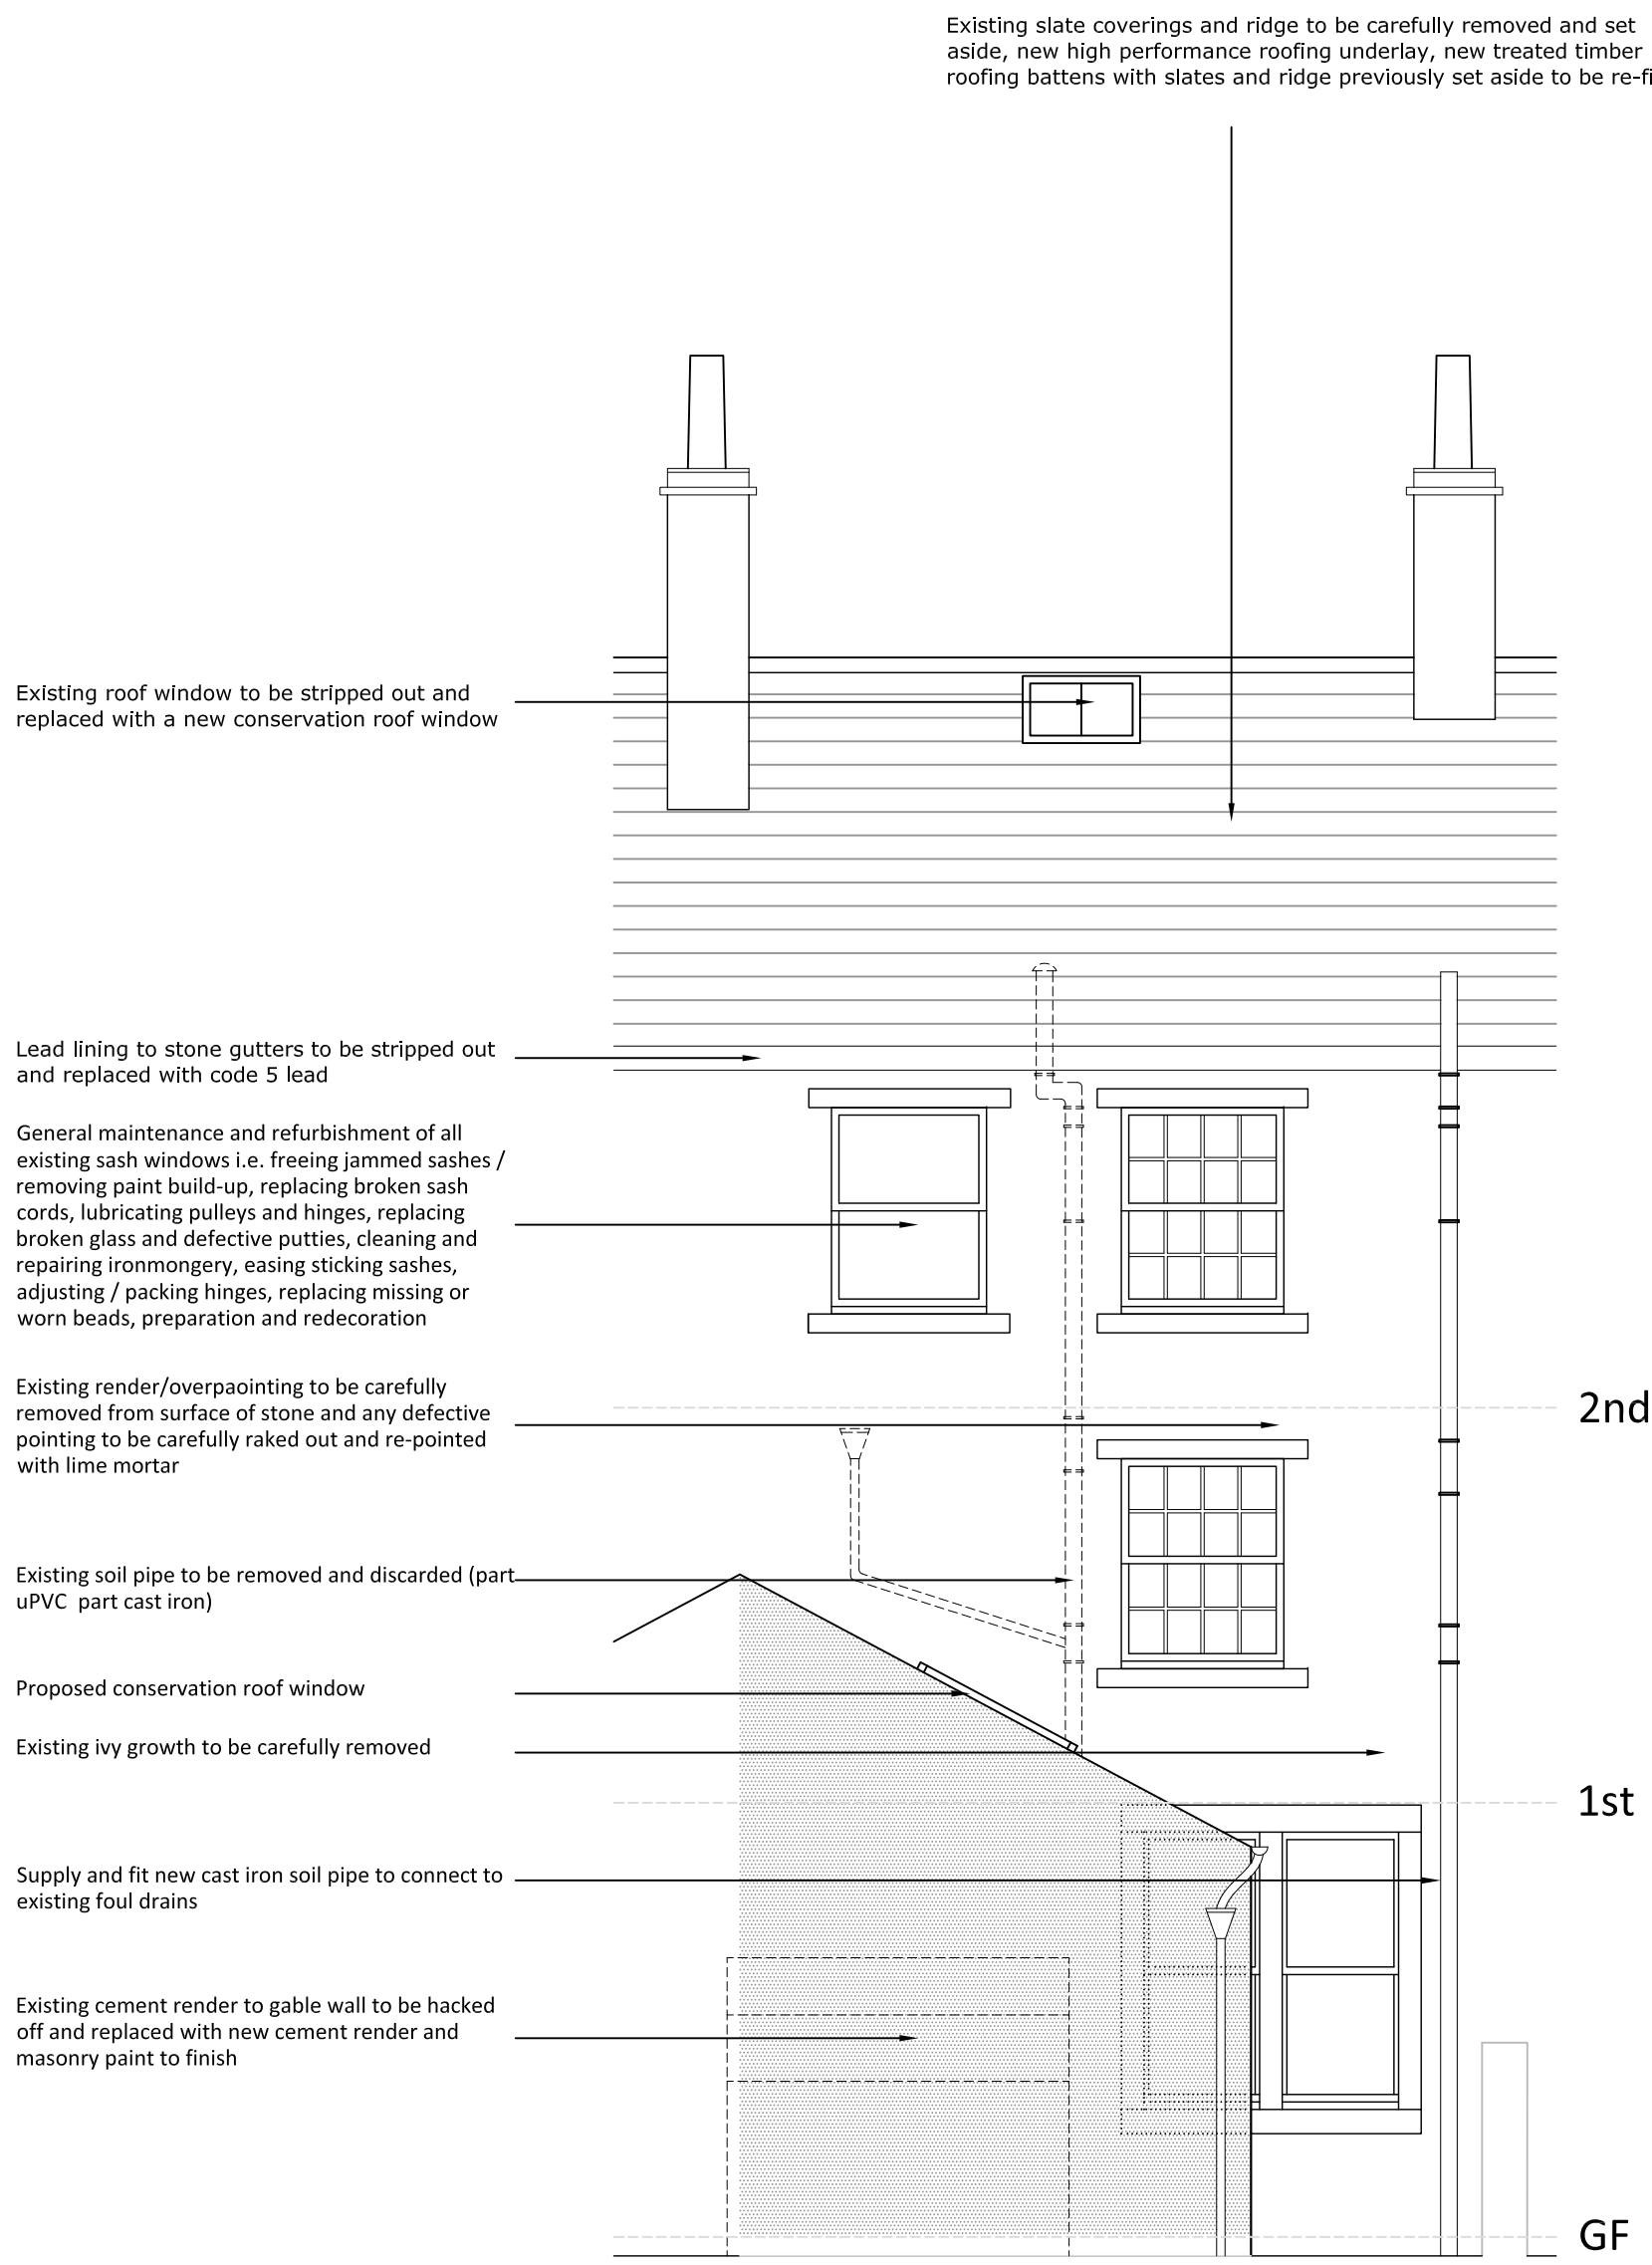 Existing slate coverings and ridge to be carefully removed and set
aside, new high performance roofing underlay, new treated timber
roofing battens with slates and ridge previously set aside to be re-fi
Existing roof window to be stripped out and
replaced with a new conservation roof window
Lead lining to stone gutters to be stripped out
and replaced with code 5 lead
General maintenance and refurbishment of all
existing sash windows i.e. freeing jammed sashes /
removing paint build-up, replacing broken sash
cords, lubricating pulleys and hinges, replacing
broken glass and defective putties, cleaning and
repairing ironmongery, easing sticking sashes,
adjusting / packing hinges, replacing missing or
worn beads, preparation and redecoration
Existing render/overpaointing to be carefully
removed from surface of stone and any defective
pointing to be carefully raked out and re-pointed
with lime mortar
2nd
Existing soil pipe to be removed and discarded (part
uPVC part cast iron)
Proposed conservation roof window
Existing ivy growth to be carefully removed
1st
Supply and fit new cast iron soil pipe to connect to
existing foul drains
Existing cement render to gable wall to be hacked
off and replaced with new cement render and
masonry paint to finish
GF